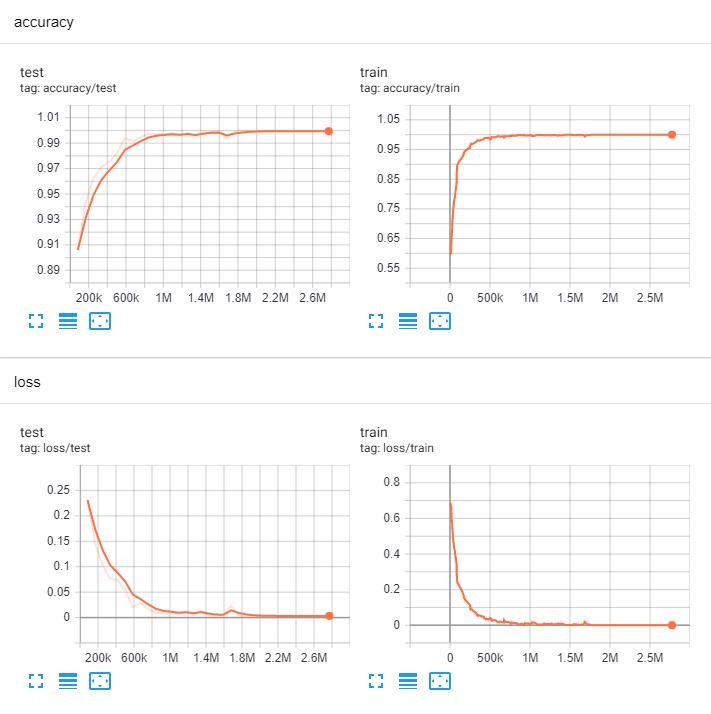 accuracy
test
tag: accuracy/test
1.01
0.99
0.97
0.95
0.93
0.91
0.89
200k 600k 1M 1.4M 1.8M 2.2M 2.6M
train
tag: accuracy/train
1.05
0.95
0.85
0.75
0.65
0.55
0 500k 1M 1.5M 2M 2.5M
loss
test
tag: loss/test
0.25
0.2
0.15
0.1
0.05
0
200k 600k 1M 1.4M 1.8M 2.2M 2.6M
train
tag: loss/train
0.8
0.6
0.4
0.2
0
0 500k 1M 1.5M 2M 2.5M